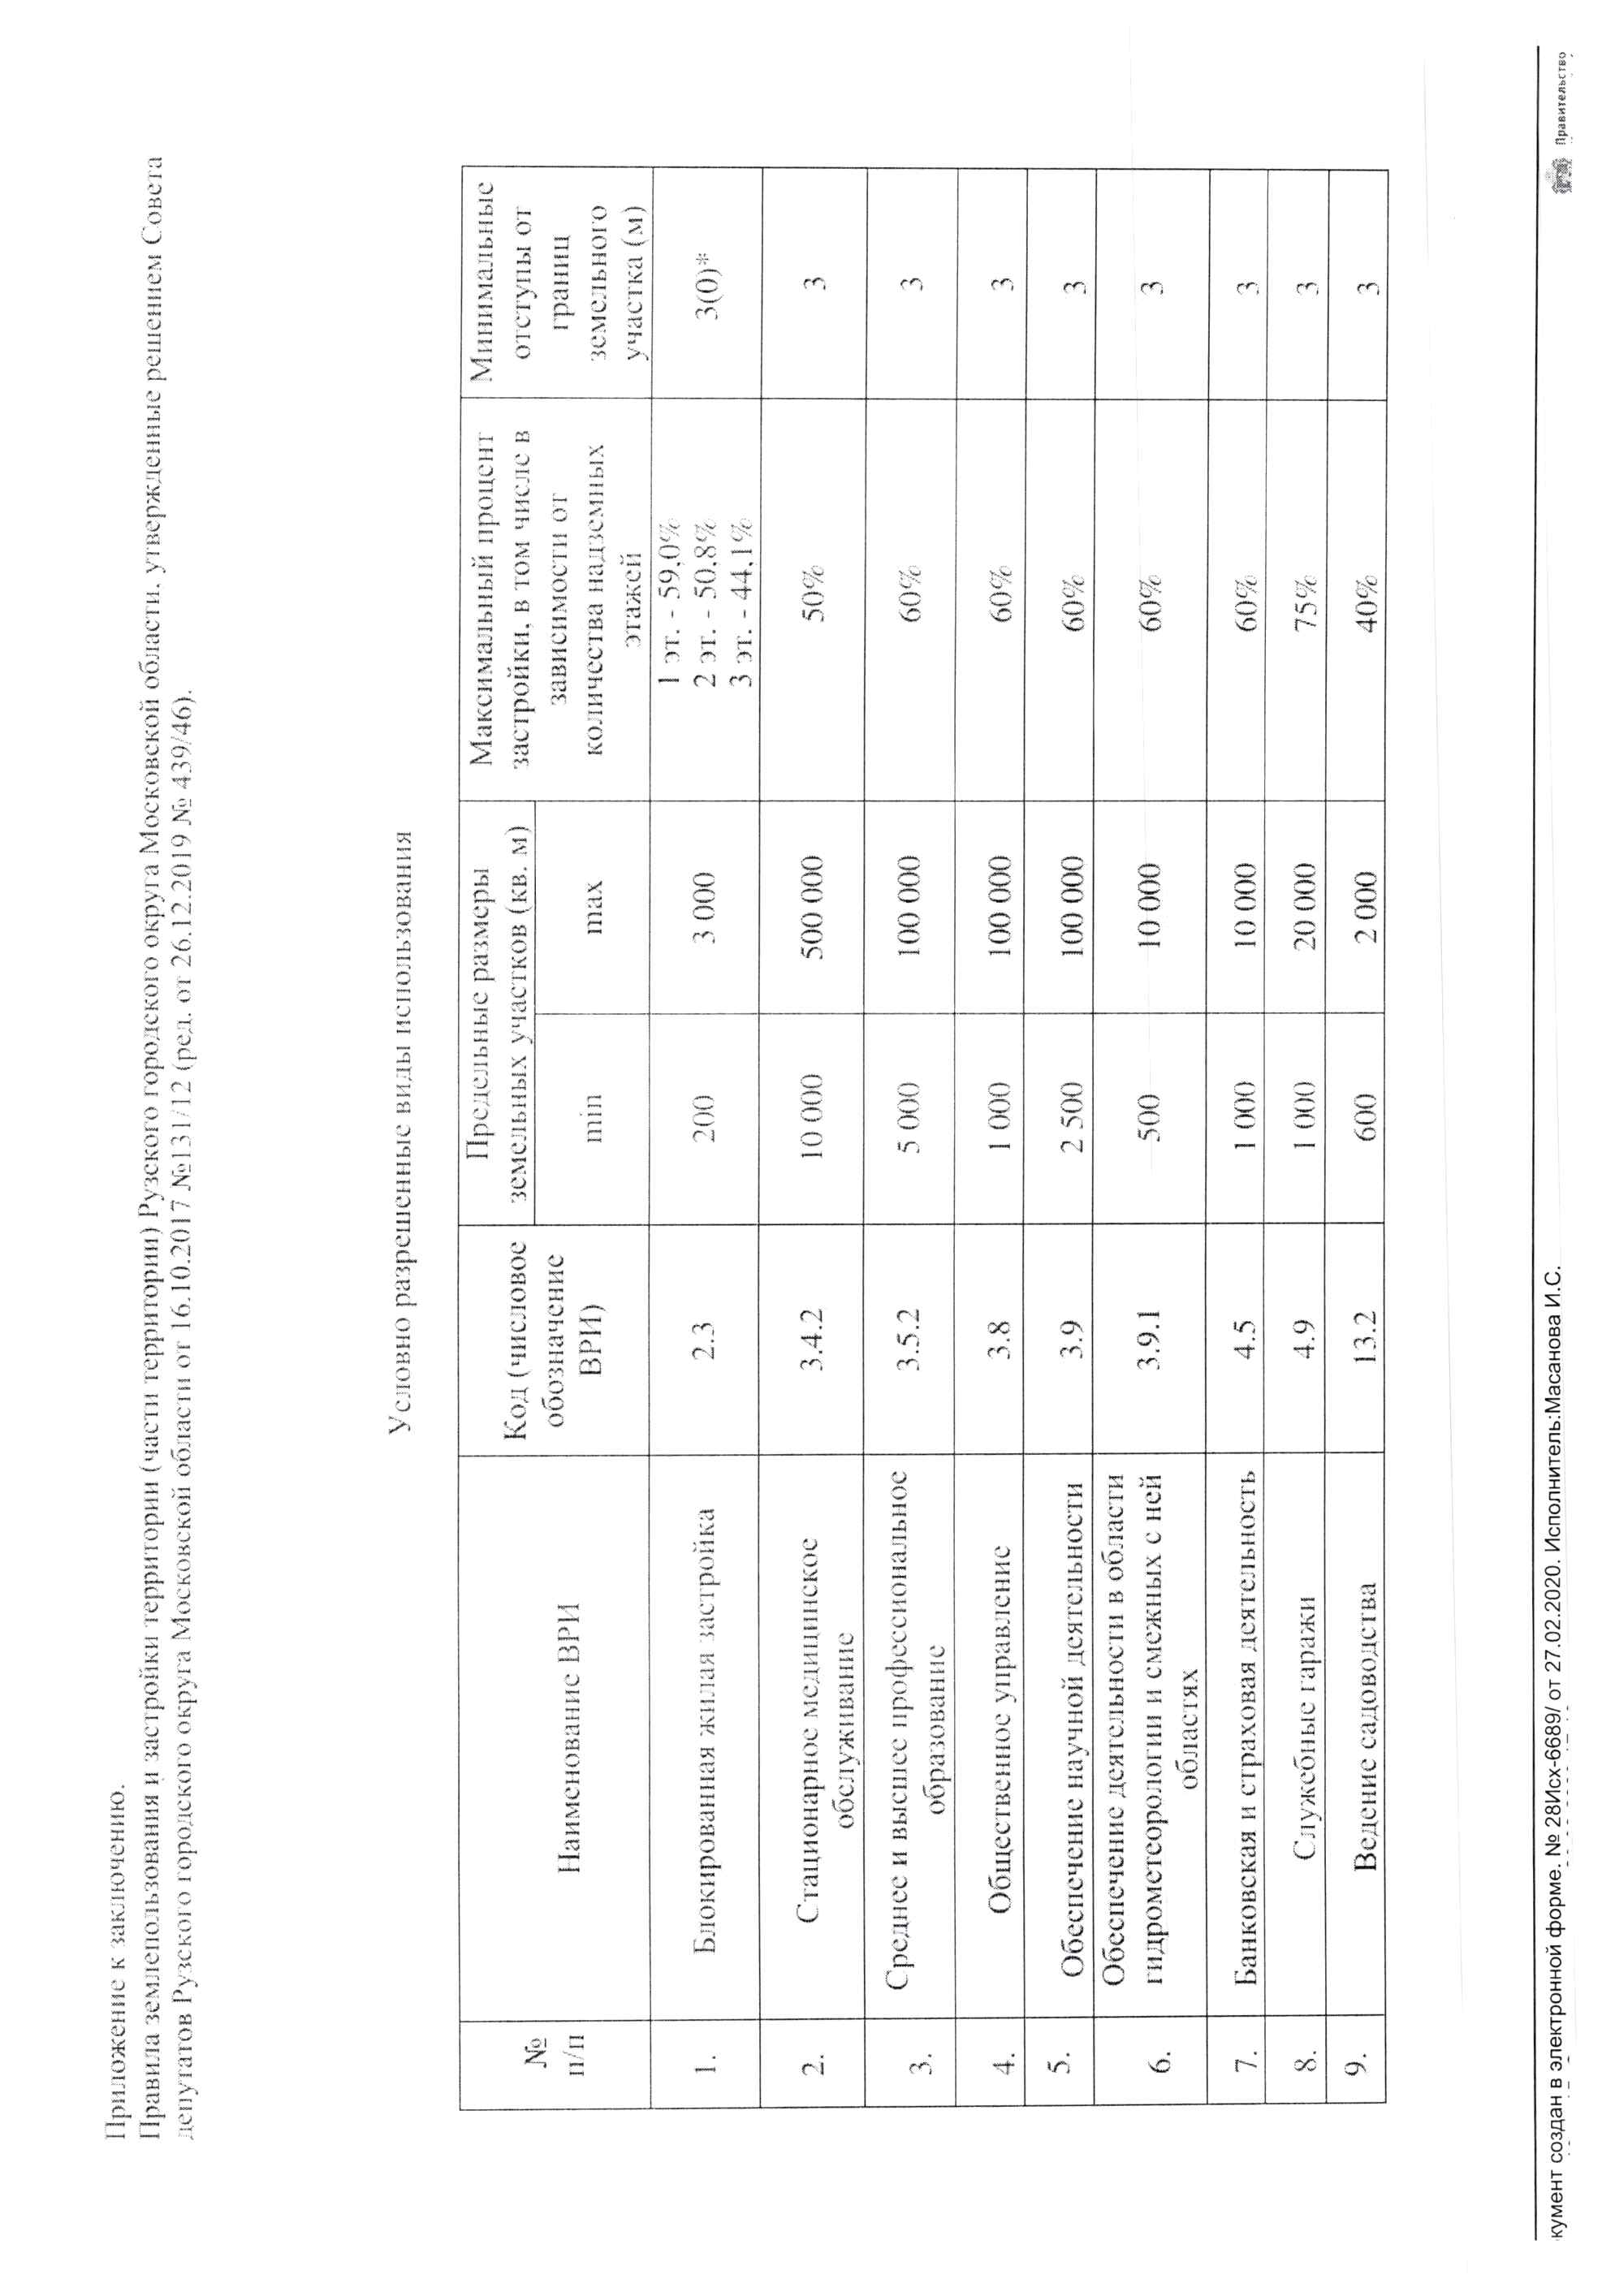 Приложение к заключению.
Правила землепользования и застройки территории (части территории) Рузского городского округа Московской области, утвержденные решением Совета
депутатов Рузского городского округа Московской области от 16.10.2017 №131/12 (ред. от 26.12.2019 № 439/46).
Условно разрешенные виды использования
№
п/п
Наименование ВРИ
Код (числовое
обозначение
ВРИ)
Предельные размеры
земельных участков (кв. м)
min
max
Максимальный процент
застройки, в том числе в
зависимости от
количества надземных
этажей
Минимальные
отступы от
границ
земельного
участка (м)
1. Блокированная жилая застройка 2.3 200 3 000
1 эт. - 59,0%
2 эт. - 50,8%
3 эт. - 44,1%
3(0)*
2. Стационарное медицинское
обслуживание
3.4.2 10 000 500 000 50% 3
3. Среднее и высшее профессиональное
образование
3.5.2 5 000 100 000 60% 3
4. Общественное управление 3.8 1 000 100 000 60% 3
5. Обеспечение научной деятельности 3.9 2 500 100 000 60% 3
6. Обеспечение деятельности в области
гидрометеорологии и смежных с ней
областях
3.9.1 500 10 000 60% 3
7. Банковская и страховая деятельность 4.5 1 000 10 000 60% 3
8. Служебные гаражи 4.9 1 000 20 000 75% 3
9. Ведение садоводства 13.2 600 2 000 40% 3
кумент создан в электронной форме. № 28Исх-6689/ от 27.02.2020. Исполнитель:Масанова И.С.
Правительство